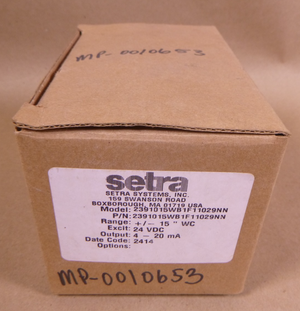 MP-0010653
setra
SETRA SYSTEMS, INC.
159 SWANSON ROAD
BOXBOROUGH, MA 01719 USA
Model: 2391015WB1F11029NN
P/N: 2391015WB1F11029NN
Range: +/- 15 " WC
Excit: 24 VDC
Output: 4 - 20 mA
Date Code: 2414
Options:
MP-0010653